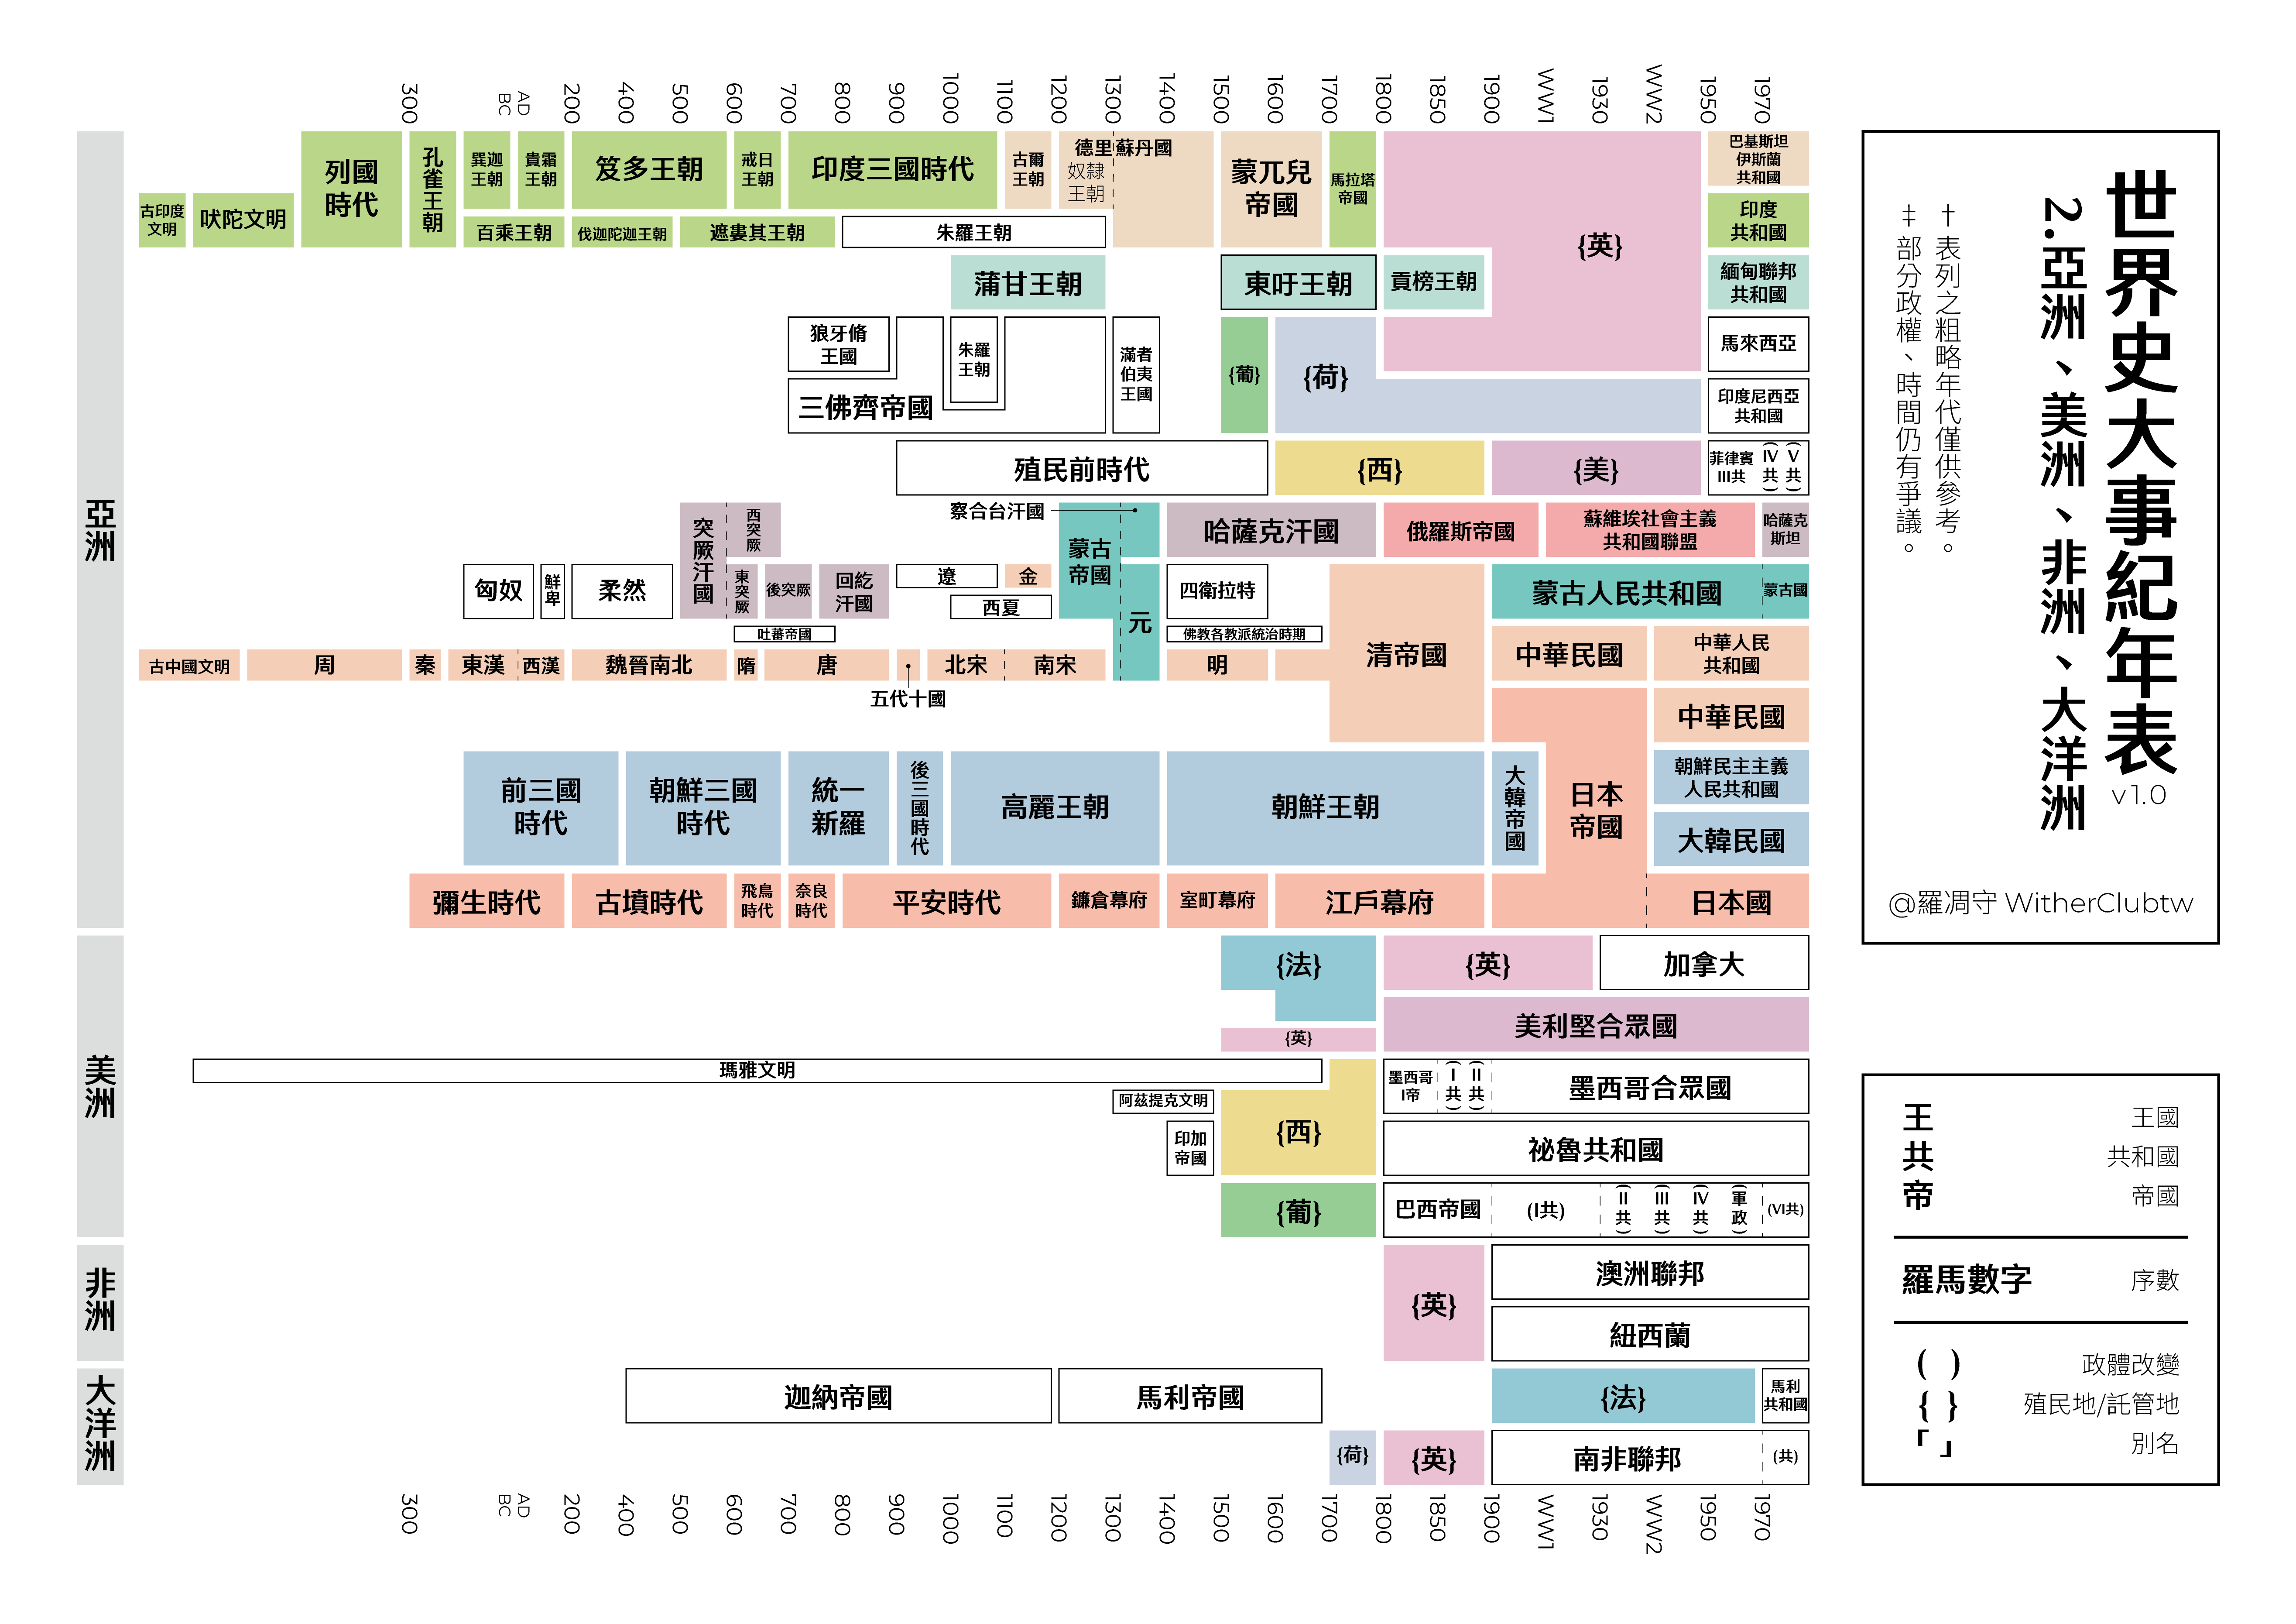 300
BC
AD
200
400
500
600
700
800
900
1000
1100
1200
1300
1400
1500
1600
1700
1800
1850
1900
WW1
1930
WW2
1950
1970
亞洲
古印度
文明
吠陀文明
列國
時代
孔雀王朝
巽迦
王朝
貴霜
王朝
笈多王朝
戒日
王朝
印度三國時代
古爾
王朝
德里蘇丹國
奴隸
王朝
蒙兀兒
帝國
馬拉塔
帝國
{英}
巴基斯坦
伊斯蘭
共和國
印度
共和國
百乘王朝
伐迦陀迦王朝
遮婁其王朝
朱羅王朝
蒲甘王朝
東吁王朝
貢榜王朝
緬甸聯邦
共和國
狼牙脩
王國
三佛齊帝國
朱羅
王朝
滿者
伯夷
王國
{葡}
{荷}
馬來西亞
印度尼西亞
共和國
殖民前時代
{西}
{美}
菲律賓
III共
(IV共)
(V共)
突厥汗國
西突厥
察合台汗國
蒙古
帝國
哈薩克汗國
俄羅斯帝國
蘇維埃社會主義
共和國聯盟
哈薩克
斯坦
匈奴
鮮卑
柔然
東突厥
後突厥
回紇
汗國
遼
金
西夏
元
四衛拉特
蒙古人民共和國
蒙古國
吐蕃帝國
佛教各教派統治時期
古中國文明
周
秦
東漢
西漢
魏晉南北
隋
唐
五代十國
北宋
南宋
明
清帝國
中華民國
中華人民
共和國
中華民國
前三國
時代
朝鮮三國
時代
統一
新羅
後三國時代
高麗王朝
朝鮮王朝
大韓帝國
日本
帝國
朝鮮民主主義
人民共和國
大韓民國
彌生時代
古墳時代
飛鳥
時代
奈良
時代
平安時代
鐮倉幕府
室町幕府
江戶幕府
日本國
美洲
{法}
{英}
加拿大
美利堅合眾國
{英}
瑪雅文明
阿茲提克文明
印加
帝國
{西}
墨西哥
I帝
(I共)
(II共)
墨西哥合眾國
祕魯共和國
{葡}
巴西帝國
(I共)
(II共)
(III共)
(IV共)
(軍政)
(VI共)
非洲
{英}
澳洲聯邦
紐西蘭
大洋洲
迦納帝國
馬利帝國
{法}
馬利
共和國
{荷}
{英}
南非聯邦
(共)
300
BC
AD
200
400
500
600
700
800
900
1000
1100
1200
1300
1400
1500
1600
1700
1800
1850
1900
WW1
1930
WW2
1950
1970
世界史大事紀年表
v1.0
2.亞洲、美洲、非洲、大洋洲
†表列之粗略年代僅供參考。
‡部分政權、時間仍有爭議。
@羅凋守 WitherClubtw
王 王國
共 共和國
帝 帝國
羅馬數字 序數
( ) 政體改變
{ } 殖民地/託管地
「」 別名